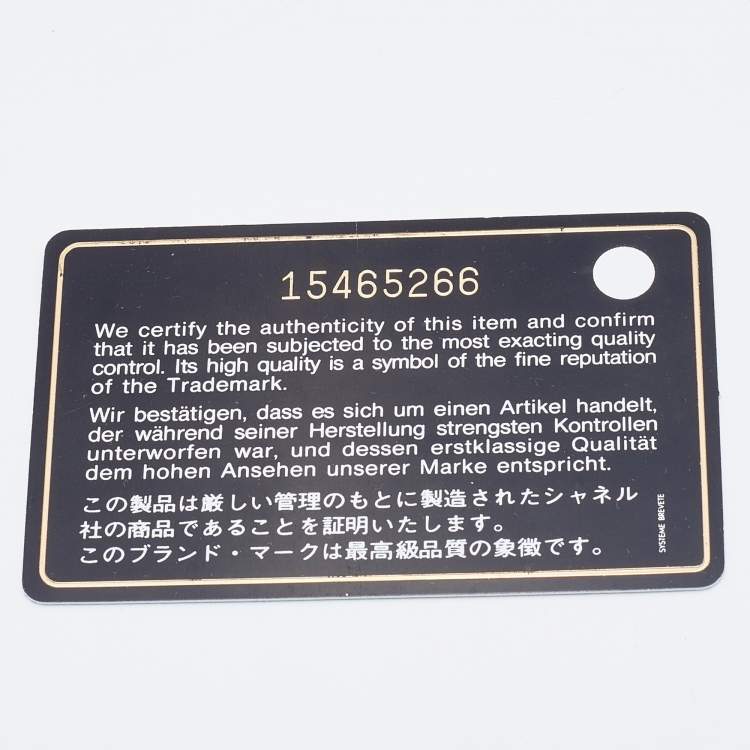 15465266
We certify the authenticity of this item and confirm
that it has been subjected to the most exacting quality
control. Its high quality is a symbol of the fine reputation
of the Trademark.
Wir bestätigen, dass es sich um einen Artikel handelt,
der während seiner Herstellung strengsten Kontrollen
unterworfen war, und dessen erstklassige Qualität
dem hohen Ansehen unserer Marke entspricht.
この製品は厳しい管理のもとに製造されたシャネル
社の商品であることを証明いたします。
このブランド・マークは最高級品質の象徴です。
SYSTEME BREVETE